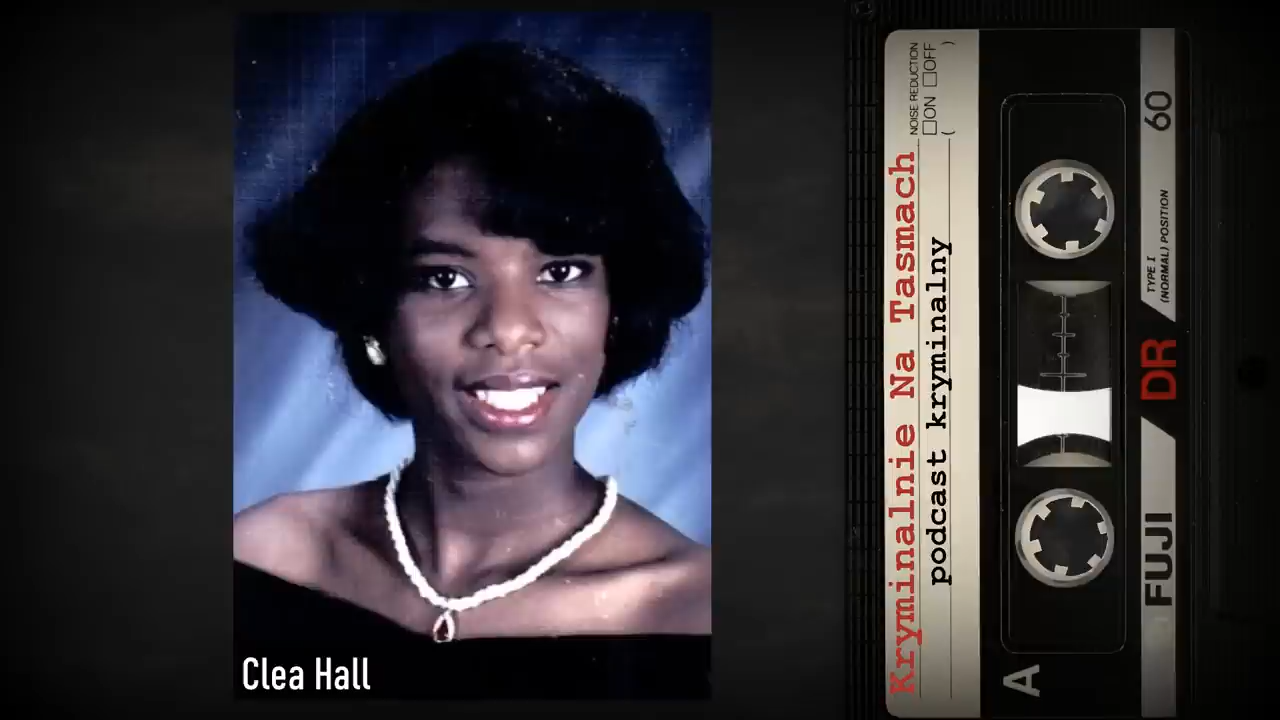 Clea Hall
Kryminalnie Na Tasmach
podcast kryminalny
NOISE REDUCTION
□ON □OFF
( )
A
60
TYPE I
(NORMAL) POSITION
DR
FUJI